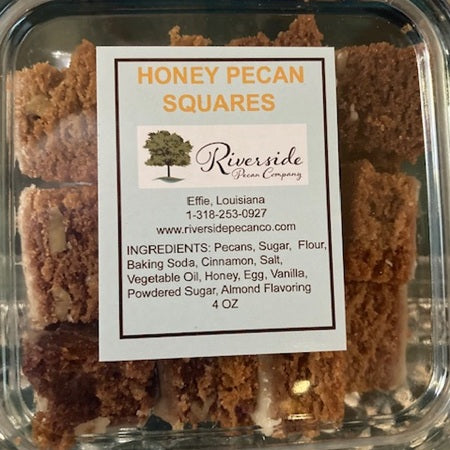 HONEY PECAN
SQUARES
Riverside
Pecan Company
Effie, Louisiana
1-318-253-0927
www.riversidepecanco.com
INGREDIENTS: Pecans, Sugar, Flour,
Baking Soda, Cinnamon, Salt,
Vegetable Oil, Honey, Egg, Vanilla,
Powdered Sugar, Almond Flavoring
4 OZ